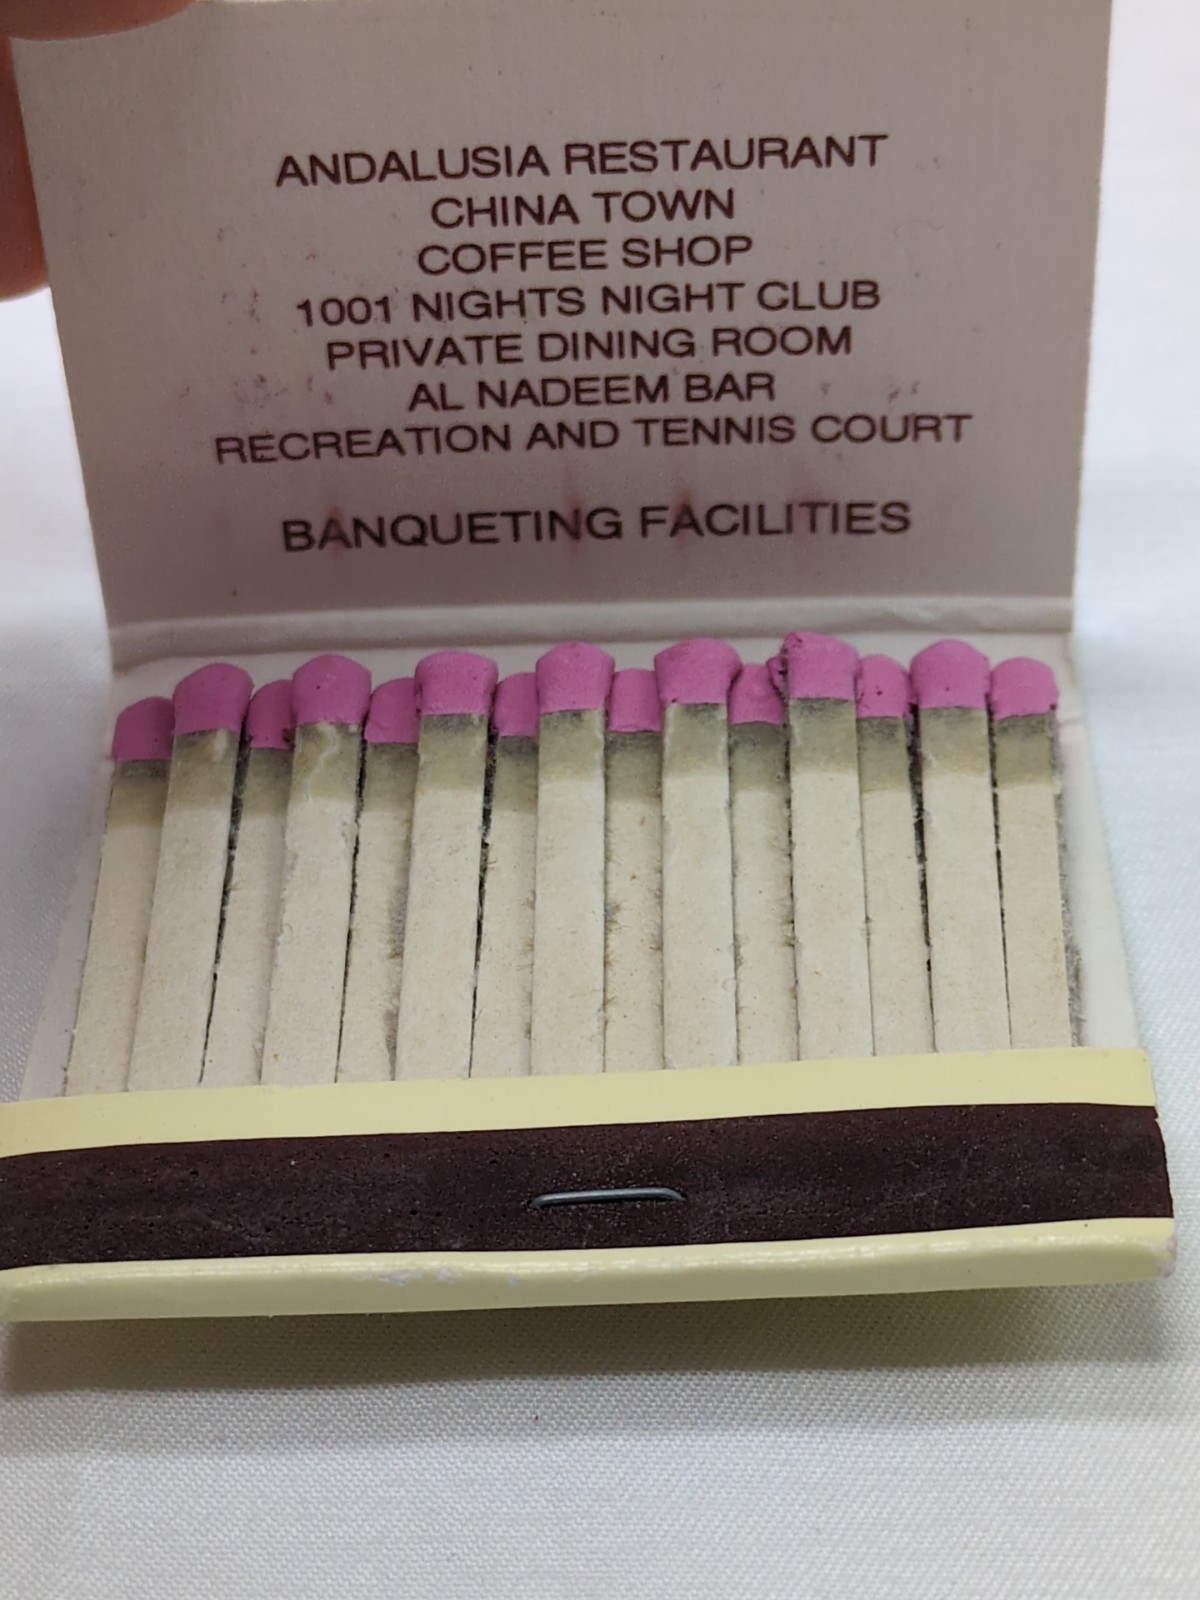 ANDALUSIA RESTAURANT
CHINA TOWN
COFFEE SHOP
1001 NIGHTS NIGHT CLUB
PRIVATE DINING ROOM
AL NADEEM BAR
RECREATION AND TENNIS COURT
BANQUETING FACILITIES